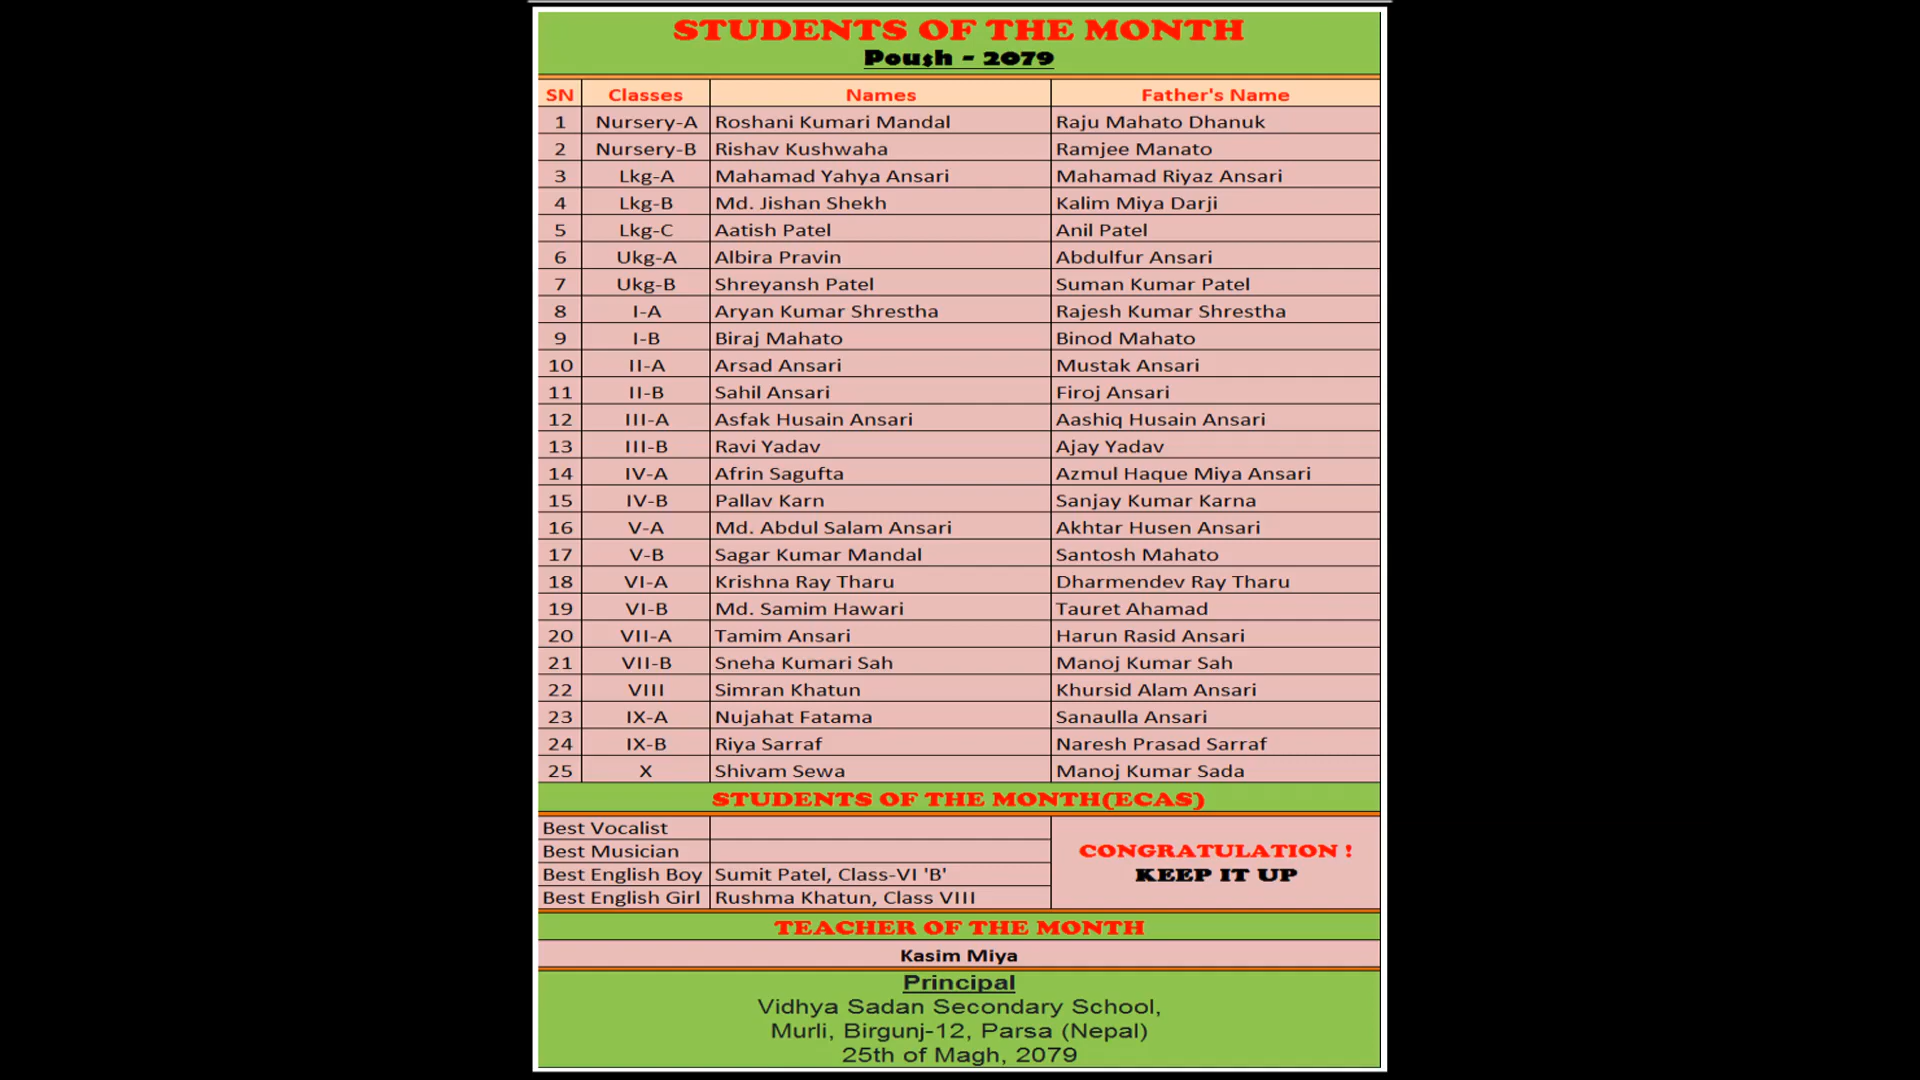 STUDENTS OF THE MONTH
Poush - 2079
SN Classes Names Father's Name
1 Nursery-A Roshani Kumari Mandal Raju Mahato Dhanuk
2 Nursery-B Rishav Kushwaha Ramjee Manato
3 Lkg-A Mahamad Yahya Ansari Mahamad Riyaz Ansari
4 Lkg-B Md. Jishan Shekh Kalim Miya Darji
5 Lkg-C Aatish Patel Anil Patel
6 Ukg-A Albira Pravin Abdulfur Ansari
7 Ukg-B Shreyansh Patel Suman Kumar Patel
8 I-A Aryan Kumar Shrestha Rajesh Kumar Shrestha
9 I-B Biraj Mahato Binod Mahato
10 II-A Arsad Ansari Mustak Ansari
11 II-B Sahil Ansari Firoj Ansari
12 III-A Asfak Husain Ansari Aashiq Husain Ansari
13 III-B Ravi Yadav Ajay Yadav
14 IV-A Afrin Sagufta Azmul Haque Miya Ansari
15 IV-B Pallav Karn Sanjay Kumar Karna
16 V-A Md. Abdul Salam Ansari Akhtar Husen Ansari
17 V-B Sagar Kumar Mandal Santosh Mahato
18 VI-A Krishna Ray Tharu Dharmendev Ray Tharu
19 VI-B Md. Samim Hawari Tauret Ahamad
20 VII-A Tamim Ansari Harun Rasid Ansari
21 VII-B Sneha Kumari Sah Manoj Kumar Sah
22 VIII Simran Khatun Khursid Alam Ansari
23 IX-A Nujahat Fatama Sanaulla Ansari
24 IX-B Riya Sarraf Naresh Prasad Sarraf
25 X Shivam Sewa Manoj Kumar Sada
STUDENTS OF THE MONTH(ECAS)
Best Vocalist
Best Musician
Best English Boy Sumit Patel, Class-VI 'B'
Best English Girl Rushma Khatun, Class VIII
CONGRATULATION !
KEEP IT UP
TEACHER OF THE MONTH
Kasim Miya
Principal
Vidhya Sadan Secondary School,
Murli, Birgunj-12, Parsa (Nepal)
25th of Magh, 2079